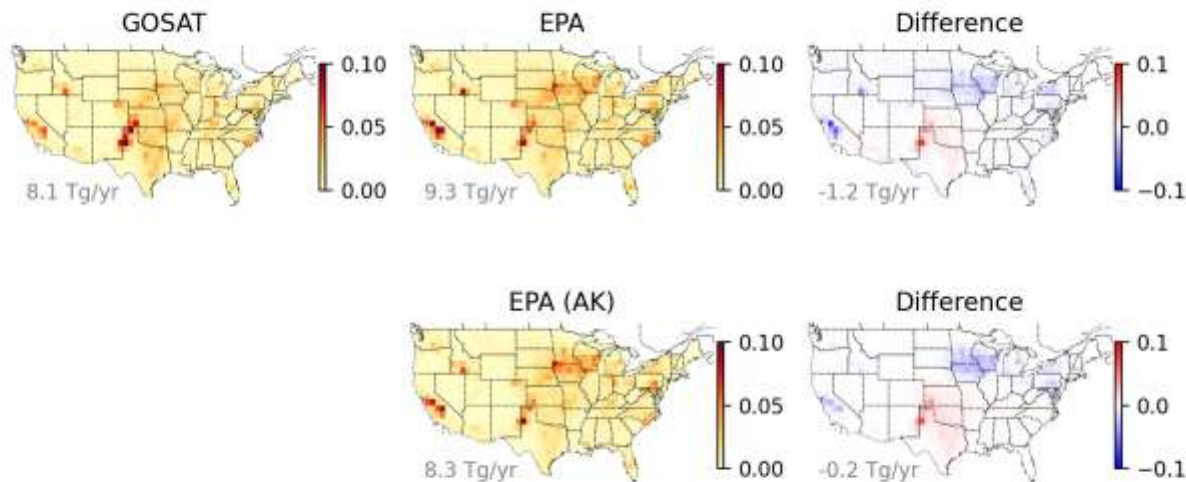 GOSAT
0.10
0.05
0.00
8.1 Tg/yr
EPA
0.10
0.05
0.00
9.3 Tg/yr
Difference
0.1
0.0
−0.1
-1.2 Tg/yr
EPA (AK)
0.10
0.05
0.00
8.3 Tg/yr
Difference
0.1
0.0
−0.1
-0.2 Tg/yr